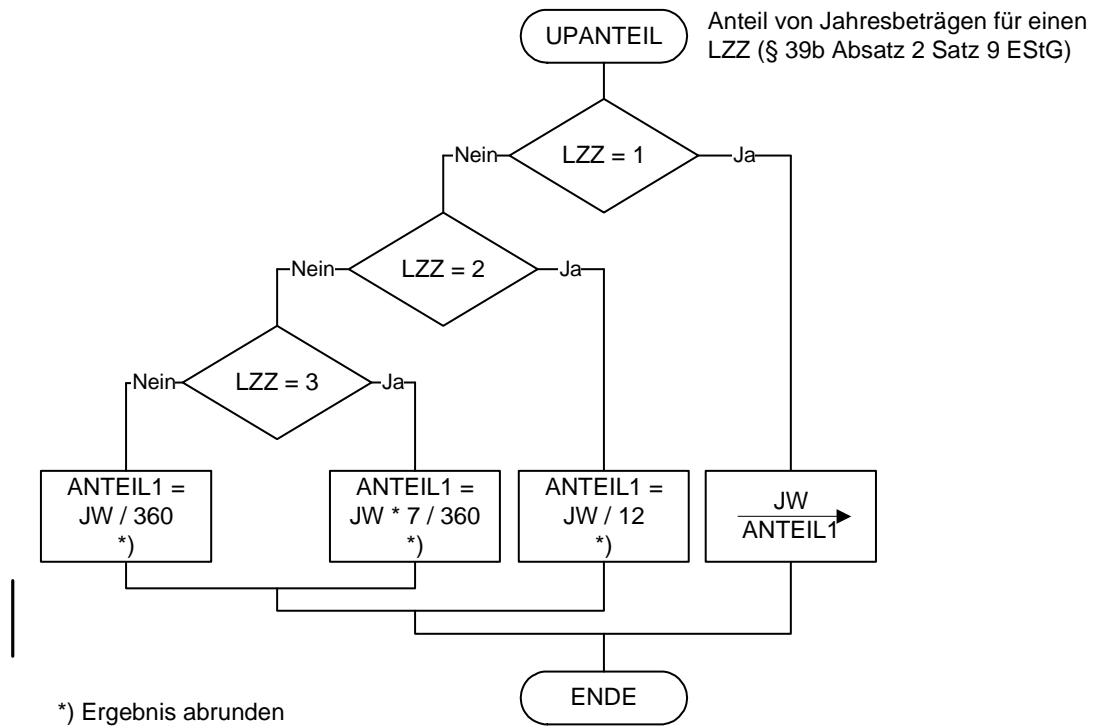 UPANTEIL
Anteil von Jahresbeträgen für einen
LZZ (§ 39b Absatz 2 Satz 9 EStG)
Nein
LZZ = 1
Ja
Nein
LZZ = 2
Ja
Nein
LZZ = 3
Ja
ANTEIL1 =
JW / 360
*)
ANTEIL1 =
JW * 7 / 360
*)
ANTEIL1 =
JW / 12
*)
JW
ANTEIL1
ENDE
*) Ergebnis abrunden